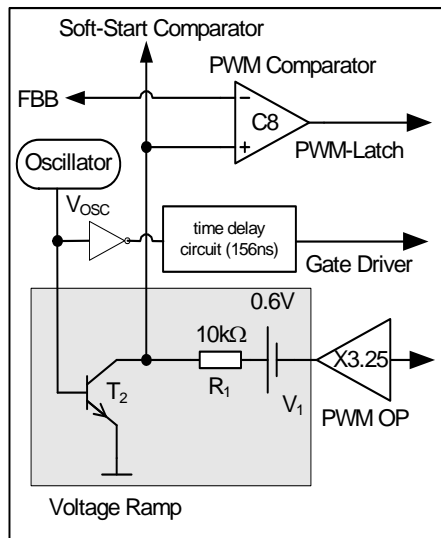 Soft-Start Comparator
PWM Comparator
FBB
−
C8
+
PWM-Latch
Oscillator
V_OSC
time delay
circuit (156ns)
Gate Driver
0.6V
10kΩ
X3.25
T₂
R₁
V₁
PWM OP
Voltage Ramp